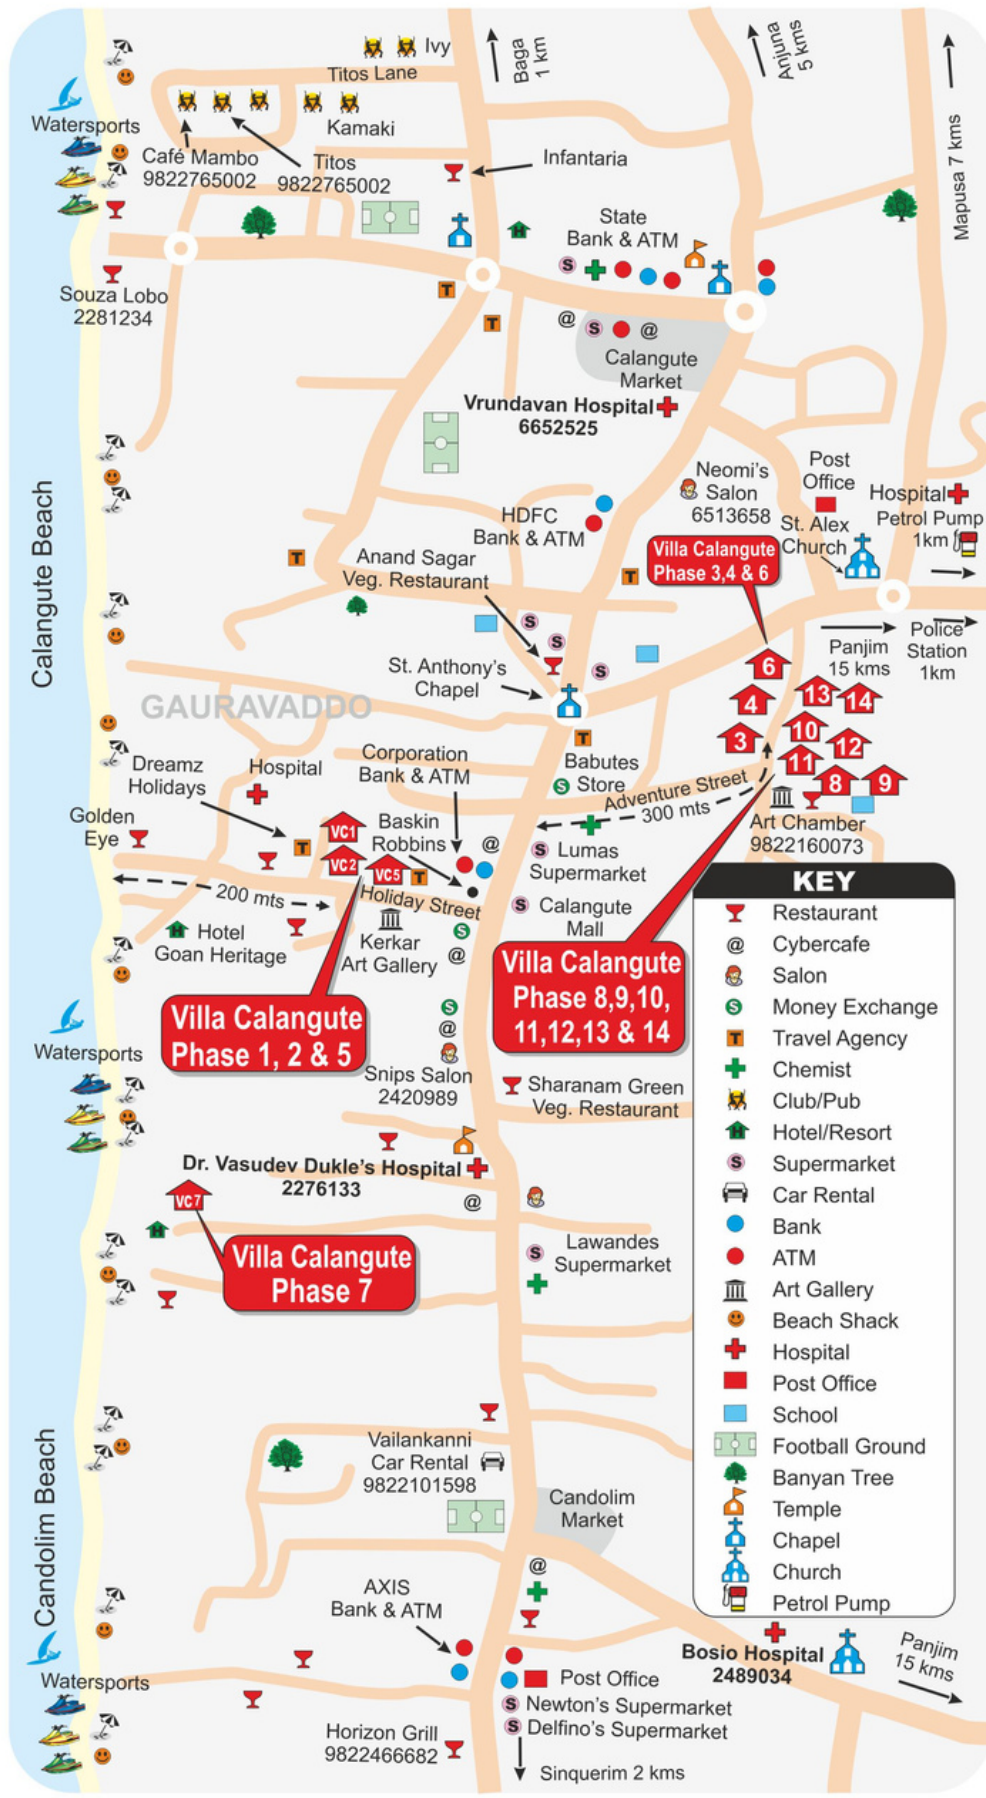 Ivy
Titos Lane
Baga
1 km
Anjuna
5 kms
Mapusa 7 kms
Watersports
Kamaki
Café Mambo
9822765002
Titos
9822765002
Infantaria
State
Bank & ATM
H
S
T
Souza Lobo
2281234
T
@
S
@
Calangute
Market
Vrundavan Hospital
6652525
Calangute Beach
Neomi's
Salon
6513658
Post
Office
Hospital
Petrol Pump
1km
St. Alex
Church
HDFC
Bank & ATM
Villa Calangute
Phase 3,4 & 6
T
Anand Sagar
Veg. Restaurant
T
S
S
S
St. Anthony's
Chapel
Panjim
15 kms
Police
Station
1km
6
4
3
13
14
10
12
11
8
9
GAURAVADDO
T
Corporation
Bank & ATM
Babutes
S Store
Adventure Street
300 mts
Art Chamber
9822160073
Dreamz
Holidays
Hospital
Golden
Eye
T
VC1
VC2
VC5
T
Baskin
Robbins
@
S Lumas
Supermarket
200 mts
Holiday Street
S Calangute
Mall
H Hotel
Goan Heritage
Kerkar
Art Gallery
S
@
Villa Calangute
Phase 8,9,10,
11,12,13 & 14
Villa Calangute
Phase 1, 2 & 5
S
@
Snips Salon
2420989
Watersports
Sharanam Green
Veg. Restaurant
Dr. Vasudev Dukle's Hospital
2276133
@
VC7
H
Villa Calangute
Phase 7
Lawandes
S Supermarket
Candolim Beach
Vailankanni
Car Rental
9822101598
Candolim
Market
@
AXIS
Bank & ATM
Watersports
Post Office
S Newton's Supermarket
S Delfino's Supermarket
Horizon Grill
9822466682
Sinquerim 2 kms
Bosio Hospital
2489034
Panjim
15 kms
KEY
Restaurant
@ Cybercafe
Salon
S Money Exchange
T Travel Agency
Chemist
Club/Pub
H Hotel/Resort
S Supermarket
Car Rental
Bank
ATM
Art Gallery
Beach Shack
Hospital
Post Office
School
Football Ground
Banyan Tree
Temple
Chapel
Church
Petrol Pump